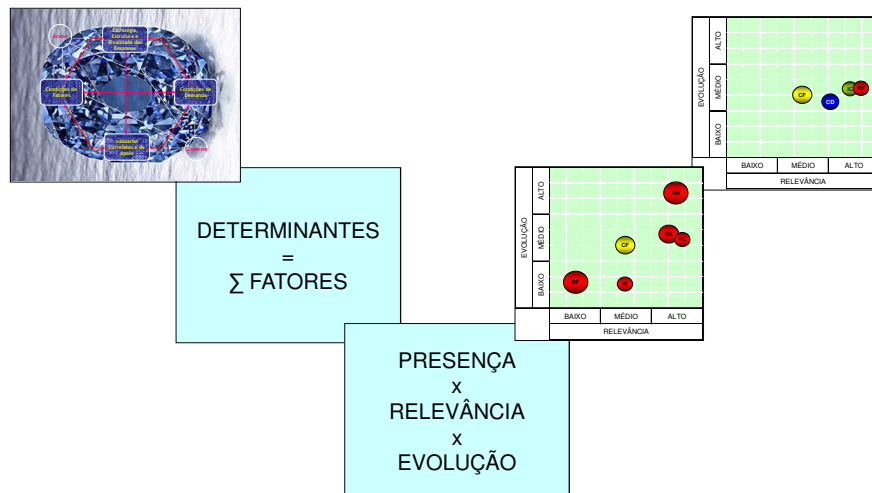 Acaso
Estratégia,
Estrutura e
Rivalidade das
Empresas
Condições de
Fatores
Condições de
Demanda
Indústrias
Correlatas e de
Apoio
Governo
DETERMINANTES
=
∑ FATORES
PRESENÇA
x
RELEVÂNCIA
x
EVOLUÇÃO
EVOLUÇÃO
ALTO
MÉDIO
BAIXO
CF
BAIXO
MÉDIO
ALTO
RELEVÂNCIA
EVOLUÇÃO
ALTO
MÉDIO
BAIXO
CF
CD
BAIXO
MÉDIO
ALTO
RELEVÂNCIA